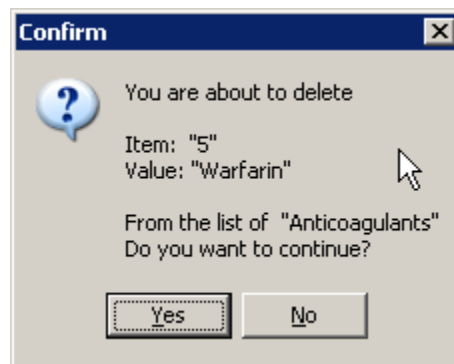 Confirm
You are about to delete
Item: "5"
Value: "Warfarin"
From the list of "Anticoagulants"
Do you want to continue?
Yes
No